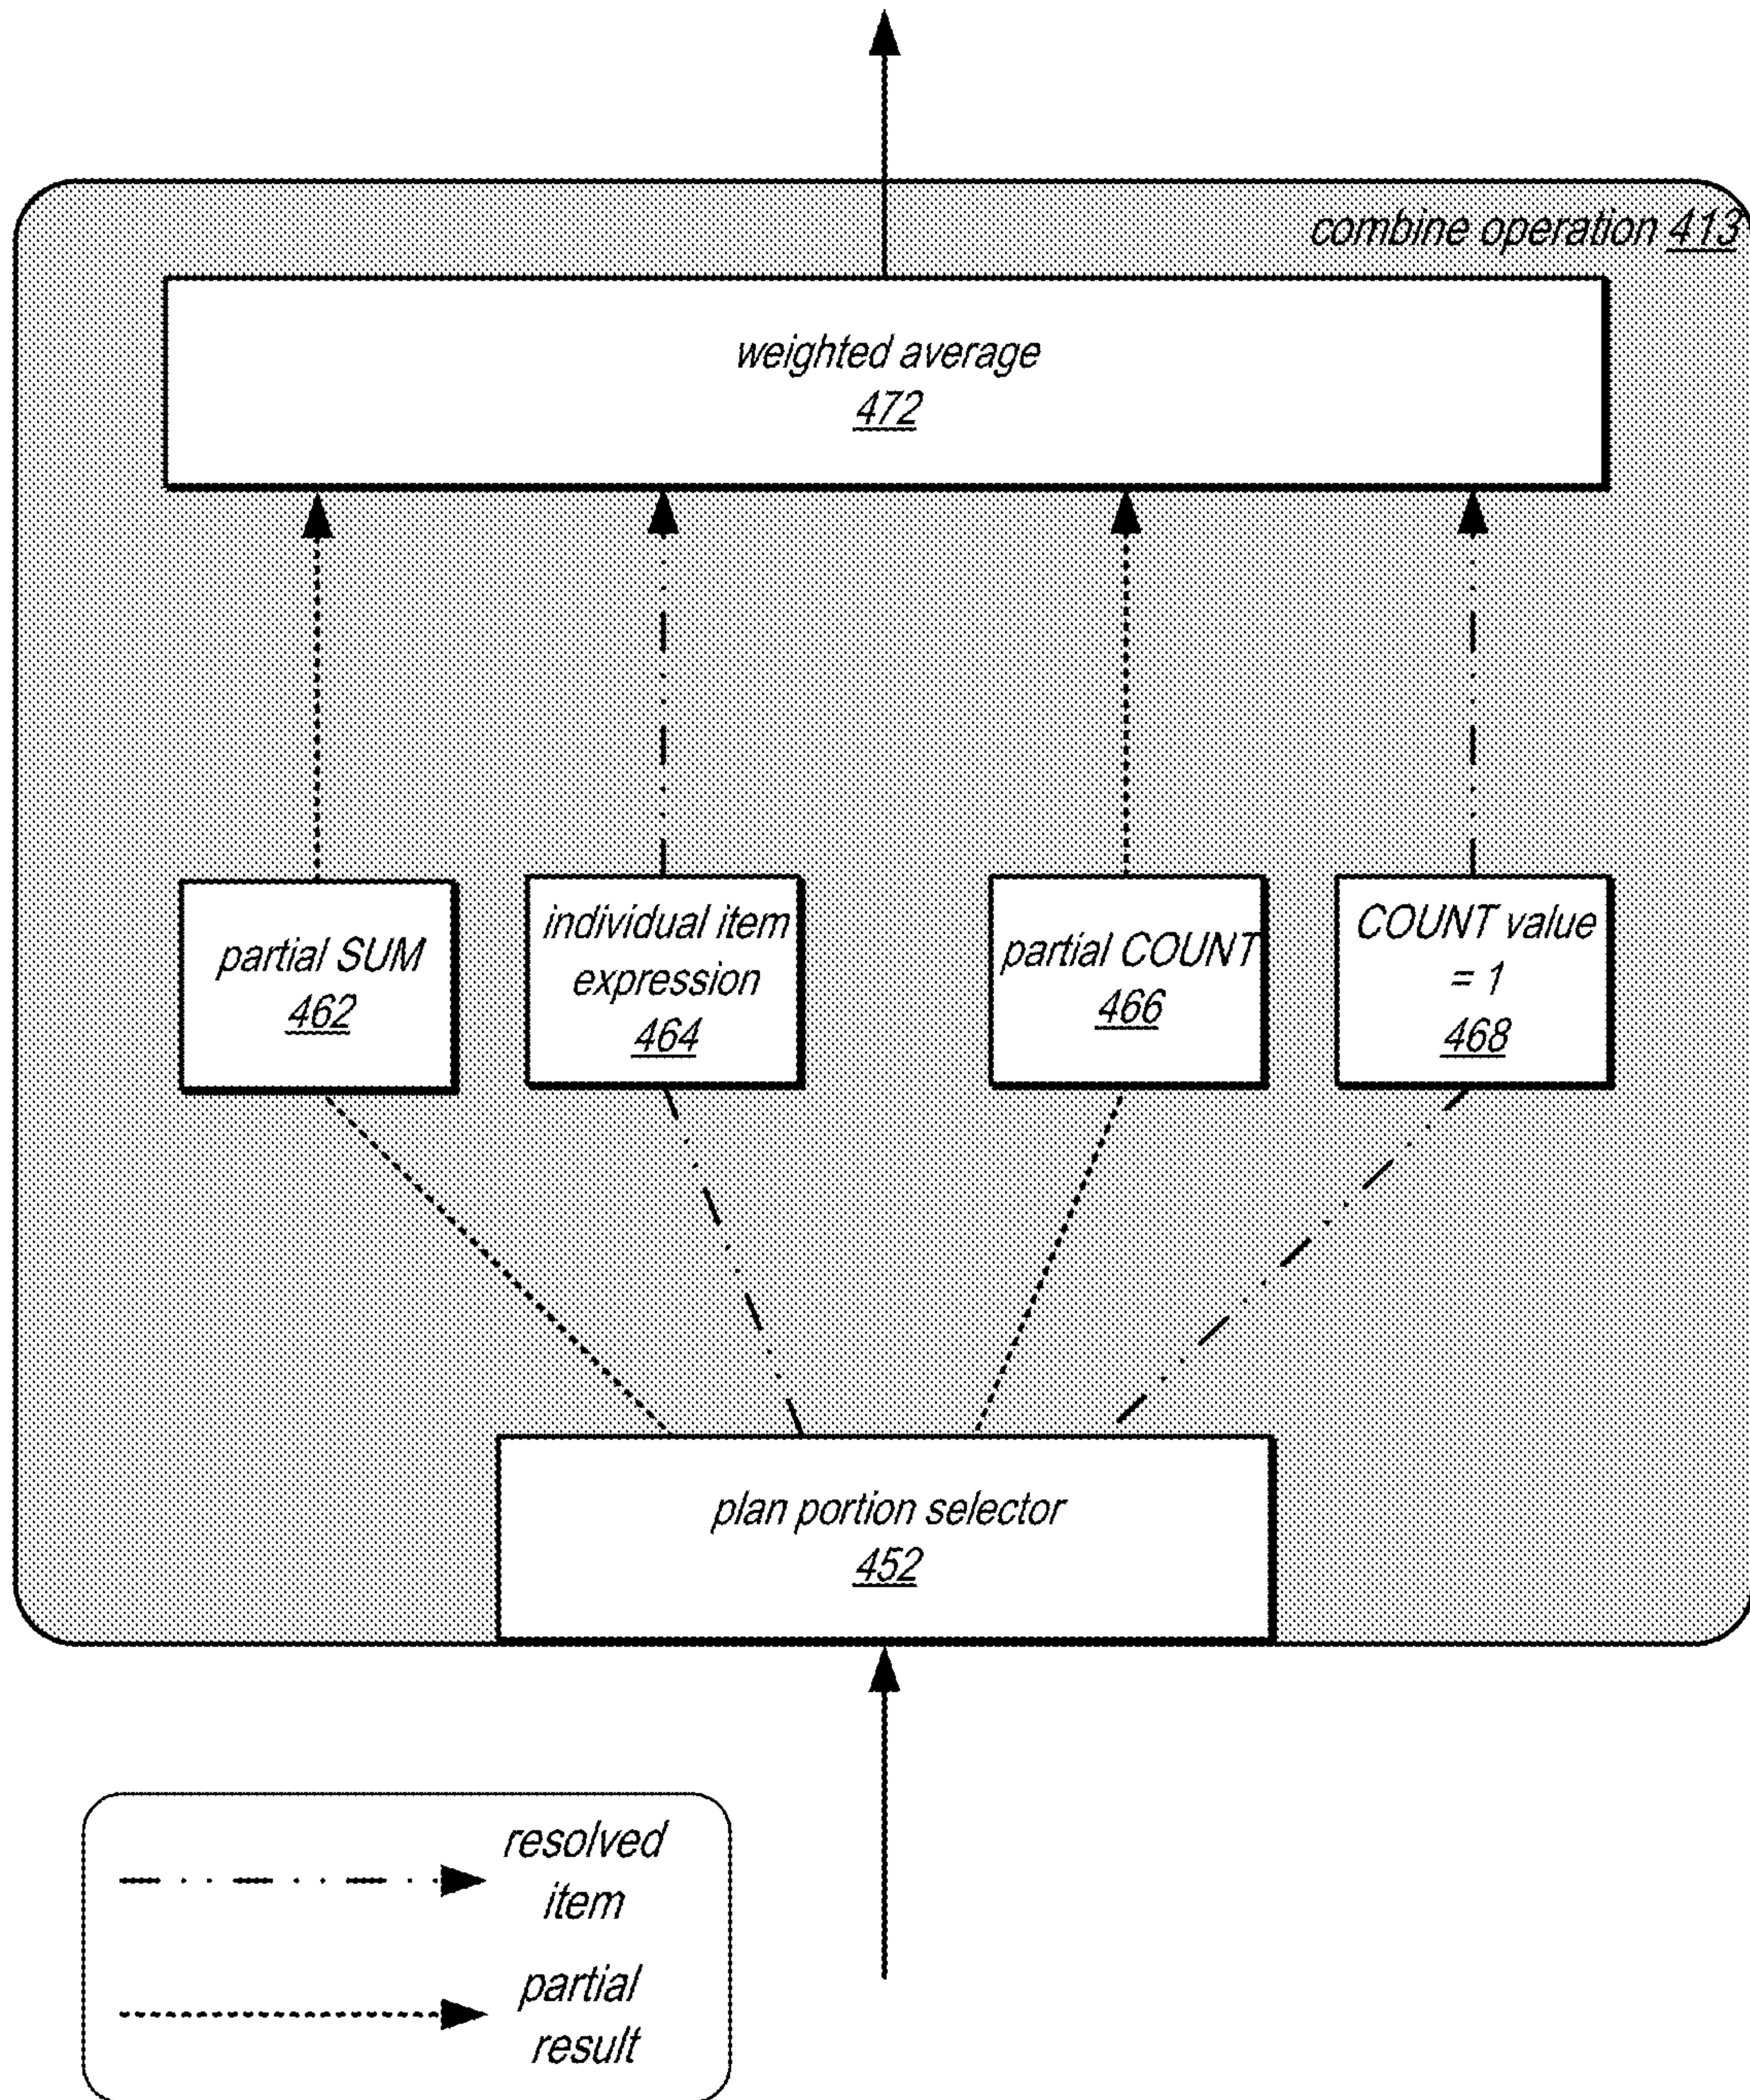 combine operation 413
weighted average
472
partial SUM
462
individual item
expression
464
partial COUNT
466
COUNT value
= 1
468
plan portion selector
452
resolved
item
partial
result